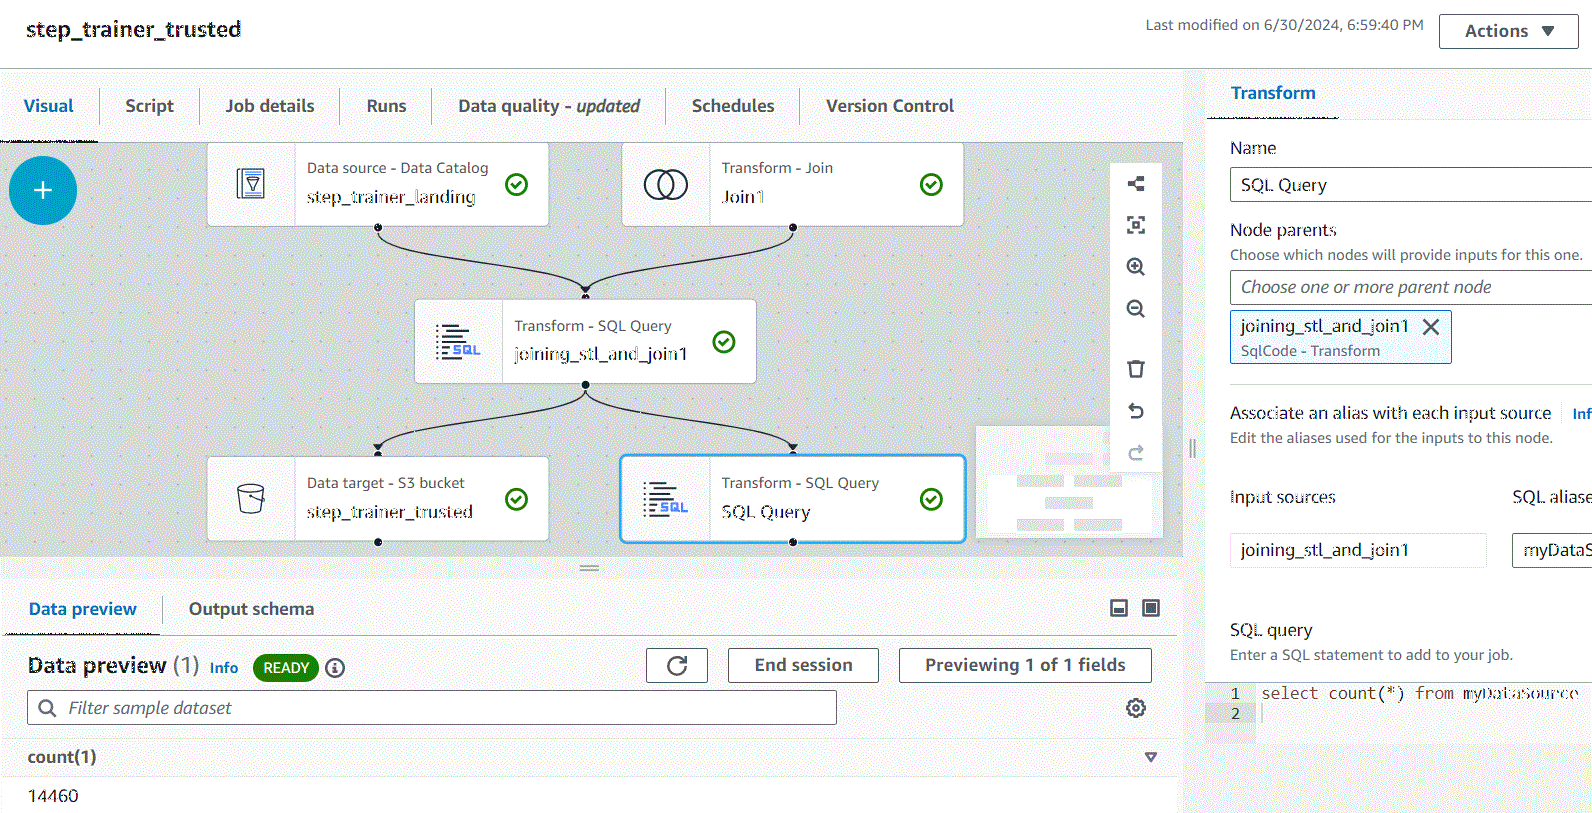 step_trainer_trusted
Last modified on 6/30/2024, 6:59:40 PM
Actions
Visual
Script
Job details
Runs
Data quality - updated
Schedules
Version Control
Data source - Data Catalog
step_trainer_landing
Transform - Join
Join1
Transform - SQL Query
joining_stl_and_join1
Data target - S3 bucket
step_trainer_trusted
Transform - SQL Query
SQL Query
Data preview
Output schema
Data preview (1)
Info
READY
End session
Previewing 1 of 1 fields
Filter sample dataset
count(1)
14460
Transform
Name
SQL Query
Node parents
Choose which nodes will provide inputs for this one.
Choose one or more parent node
joining_stl_and_join1
SqlCode - Transform
Associate an alias with each input source
Inf
Edit the aliases used for the inputs to this node.
Input sources
SQL aliase
joining_stl_and_join1
myDataS
SQL query
Enter a SQL statement to add to your job.
1 select count(*) from myDataSource
2